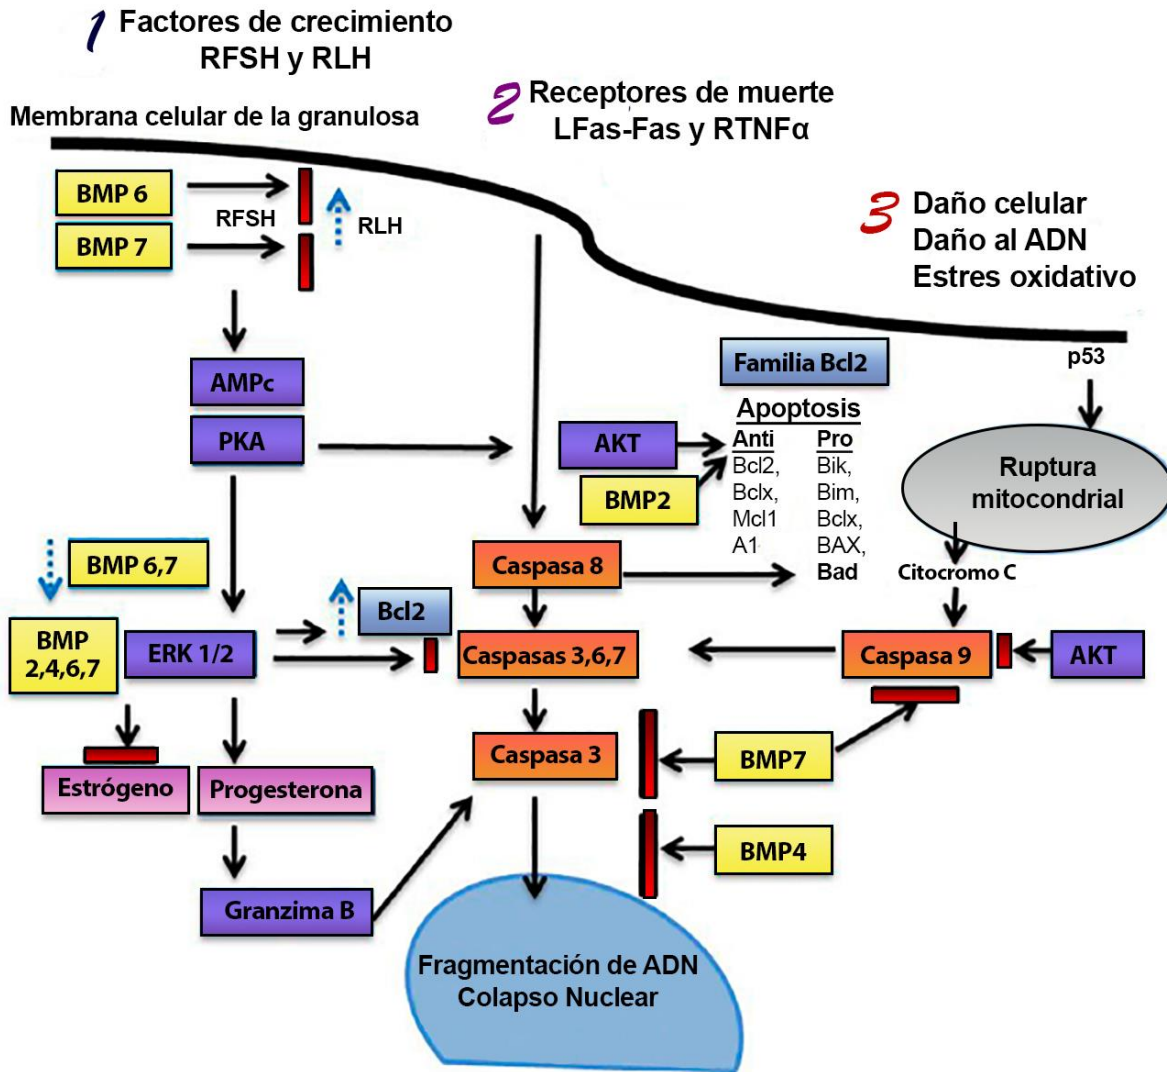 1 Factores de crecimiento
RFSH y RLH
Membrana celular de la granulosa
2 Receptores de muerte
LFas-Fas y RTNFα
3 Daño celular
Daño al ADN
Estres oxidativo
BMP 6
BMP 7
RFSH
RLH
AMPc
PKA
AKT
BMP2
Familia Bcl2
Apoptosis
Anti Pro
Bcl2, Bik,
Bclx, Bim,
Mcl1 Bclx,
A1 BAX,
Bad
p53
Ruptura
mitocondrial
Citocromo C
BMP 6,7
BMP
2,4,6,7
ERK 1/2
Bcl2
Caspasa 8
Caspasas 3,6,7
Caspasa 9
AKT
Caspasa 3
BMP7
BMP4
Estrógeno
Progesterona
Granzima B
Fragmentación de ADN
Colapso Nuclear